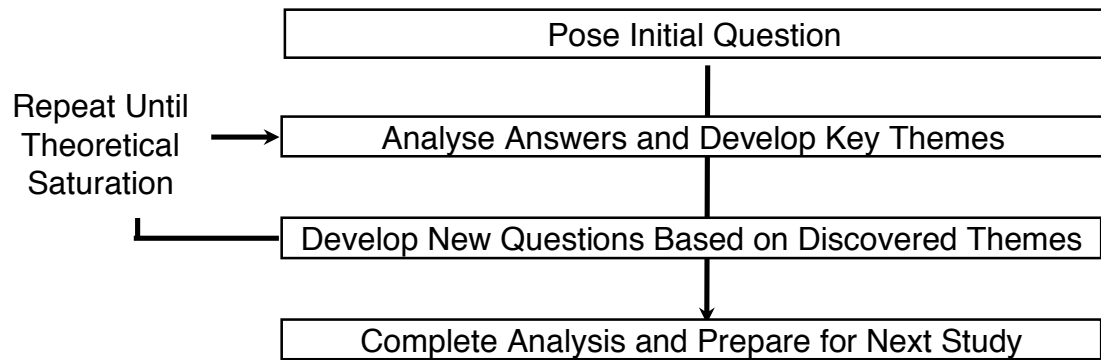 Pose Initial Question
Repeat Until
Theoretical
Saturation
Analyse Answers and Develop Key Themes
Develop New Questions Based on Discovered Themes
Complete Analysis and Prepare for Next Study